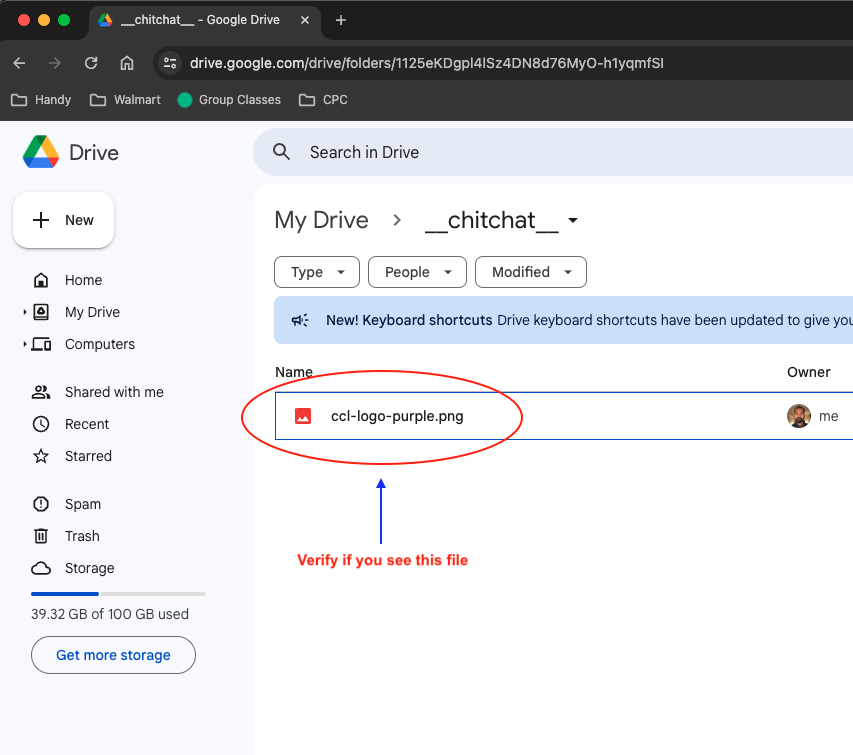 __chitchat__ - Google Drive
drive.google.com/drive/folders/1125eKDgpl4lSz4DN8d76MyO-h1yqmfSI
Handy
Walmart
Group Classes
CPC
Drive
Search in Drive
New
My Drive
__chitchat__
Type
People
Modified
New! Keyboard shortcuts Drive keyboard shortcuts have been updated to give you
Home
My Drive
Computers
Shared with me
Recent
Starred
Spam
Trash
Storage
39.32 GB of 100 GB used
Get more storage
Name
Owner
ccl-logo-purple.png
me
Verify if you see this file